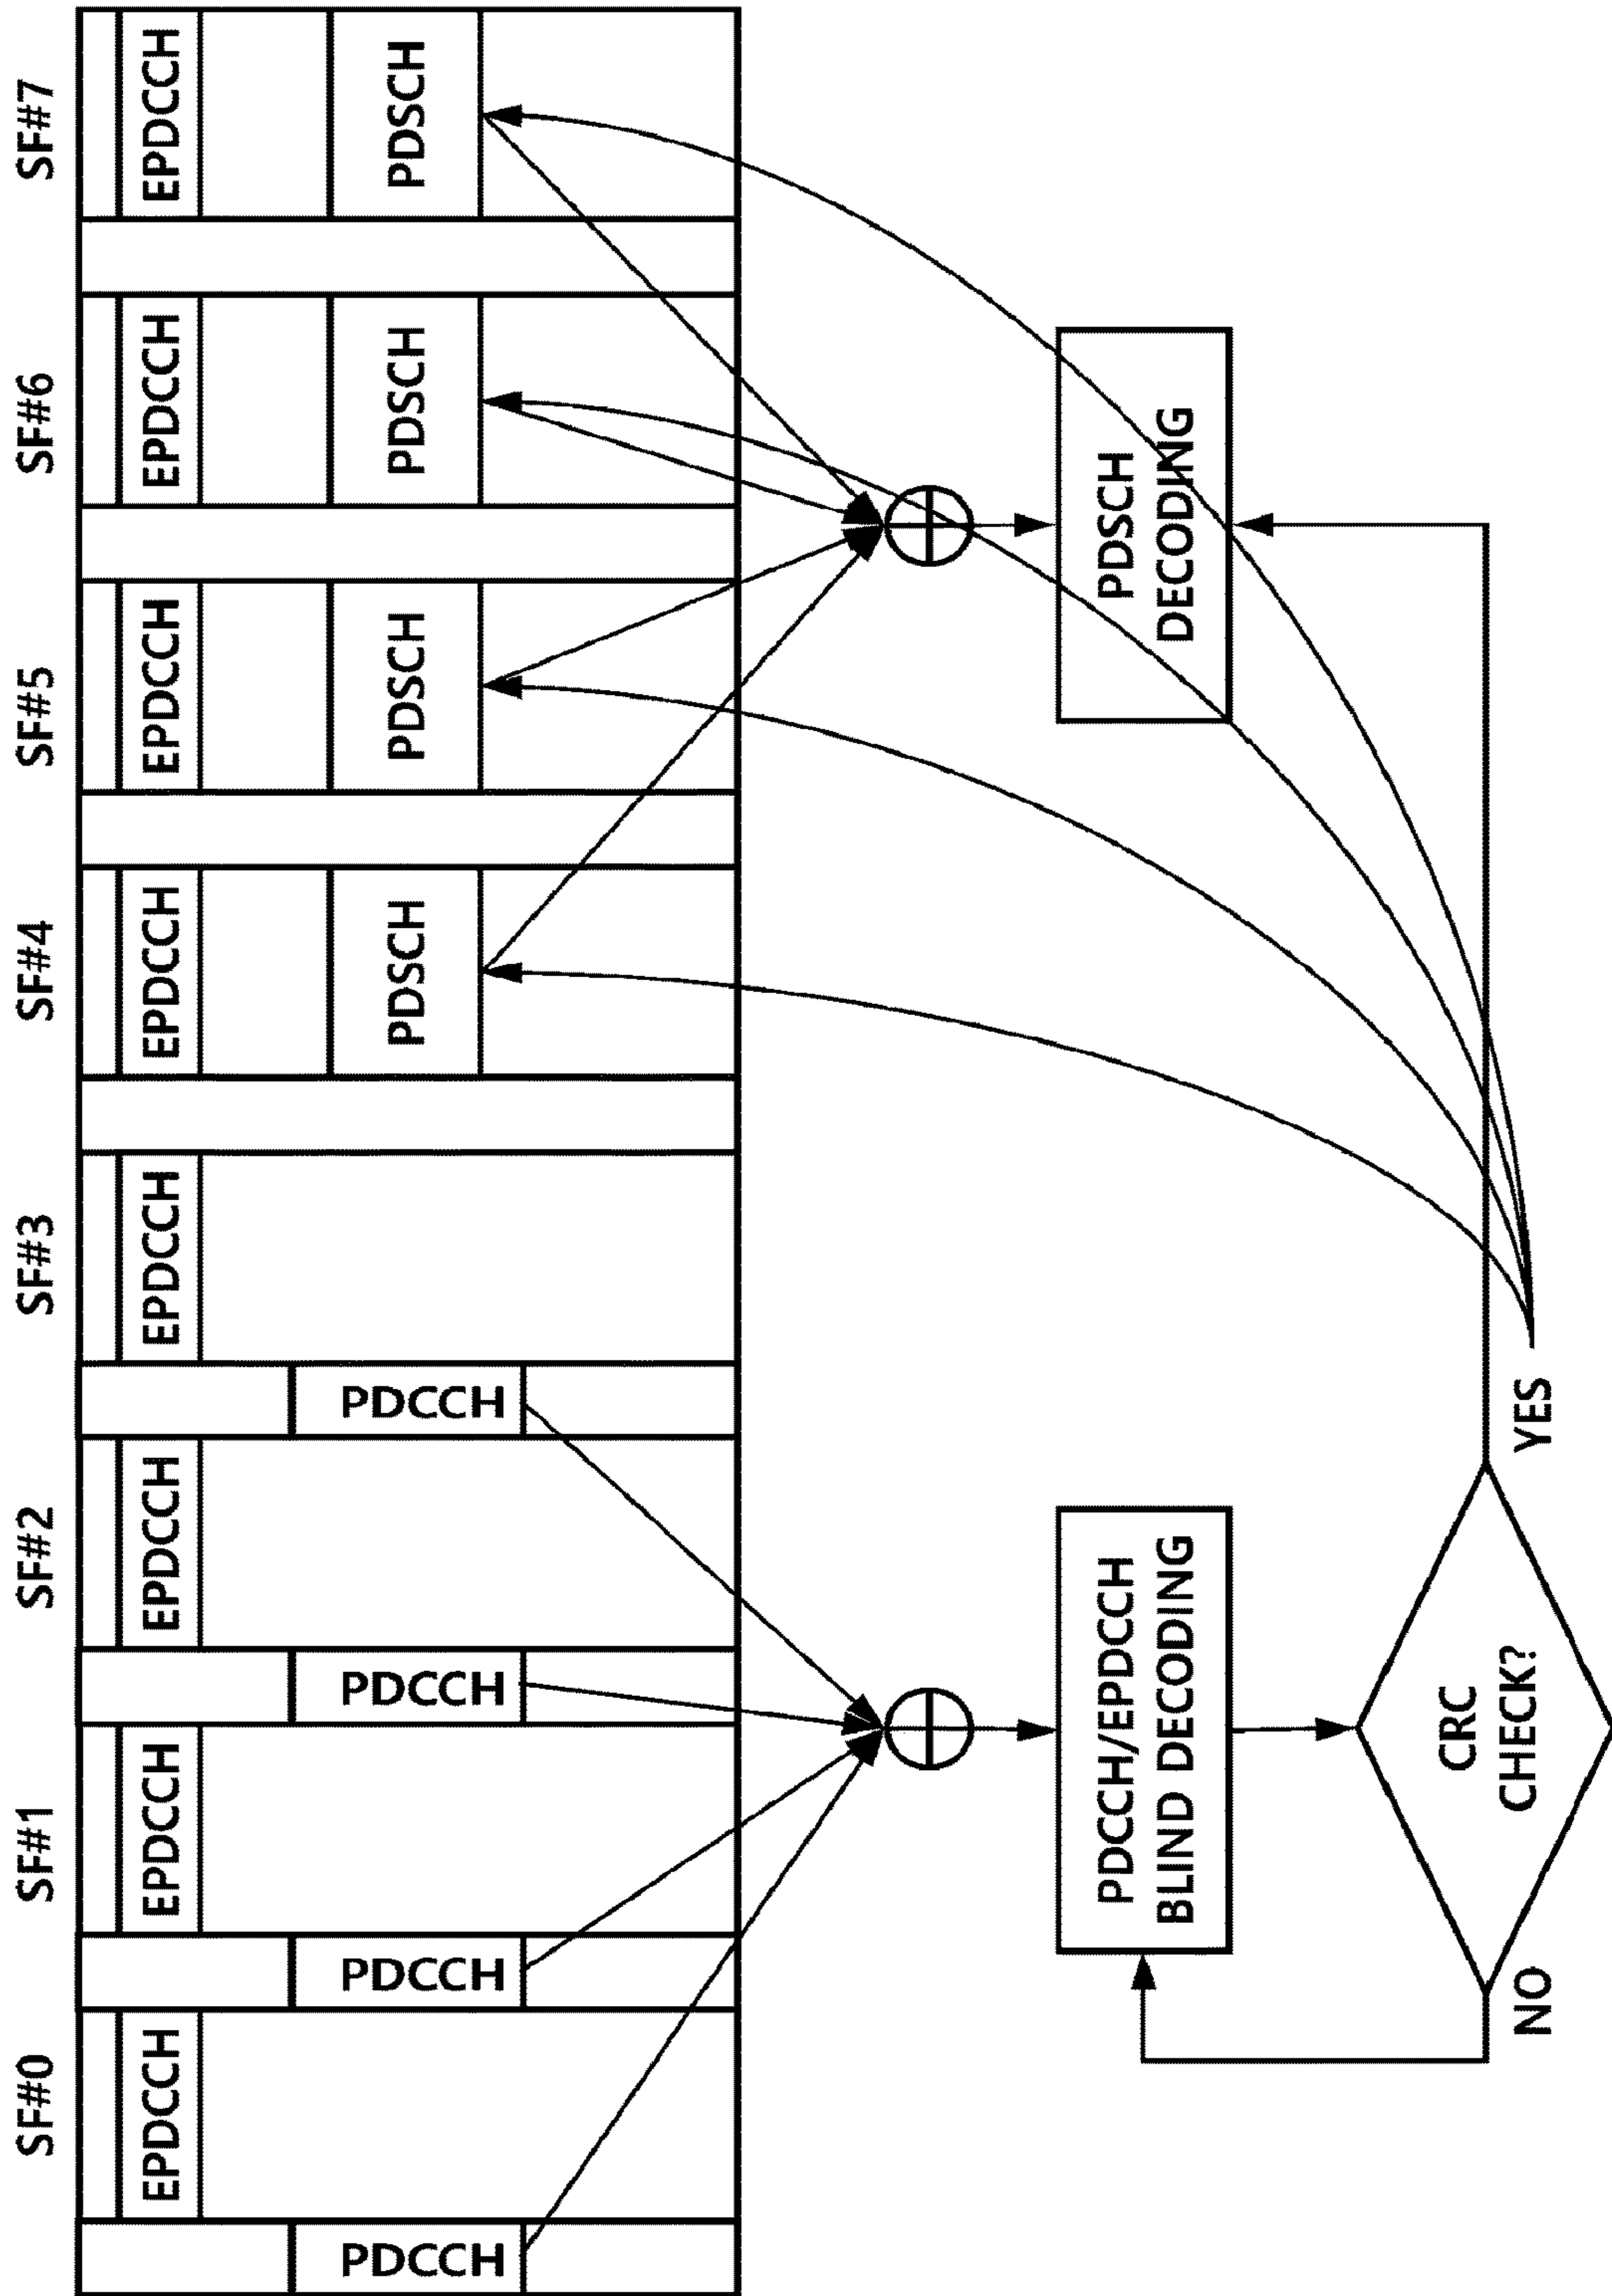 SF#0
SF#1
SF#2
SF#3
SF#4
SF#5
SF#6
SF#7
EPDCCH
EPDCCH
EPDCCH
EPDCCH
EPDCCH
EPDCCH
EPDCCH
EPDCCH
PDCCH
PDCCH
PDCCH
PDCCH
PDSCH
PDSCH
PDSCH
PDSCH
PDCCH/EPDCCH
BLIND DECODING
PDSCH
DECODING
CRC
CHECK?
NO
YES